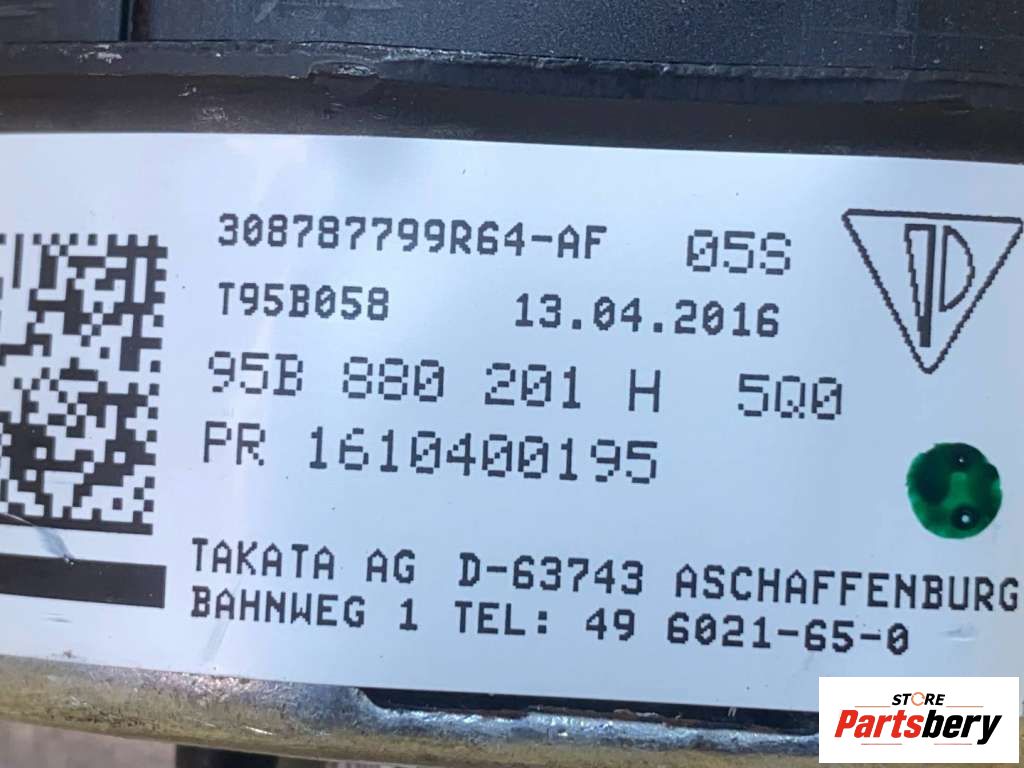 308787799R64-AF 05S
T95B058 13.04.2016
95B 880 201 H 5Q0
PR 1610400195
TAKATA AG D-63743 ASCHAFFENBURG
BAHNWEG 1 TEL: 49 6021-65-0
STORE
Partsbery